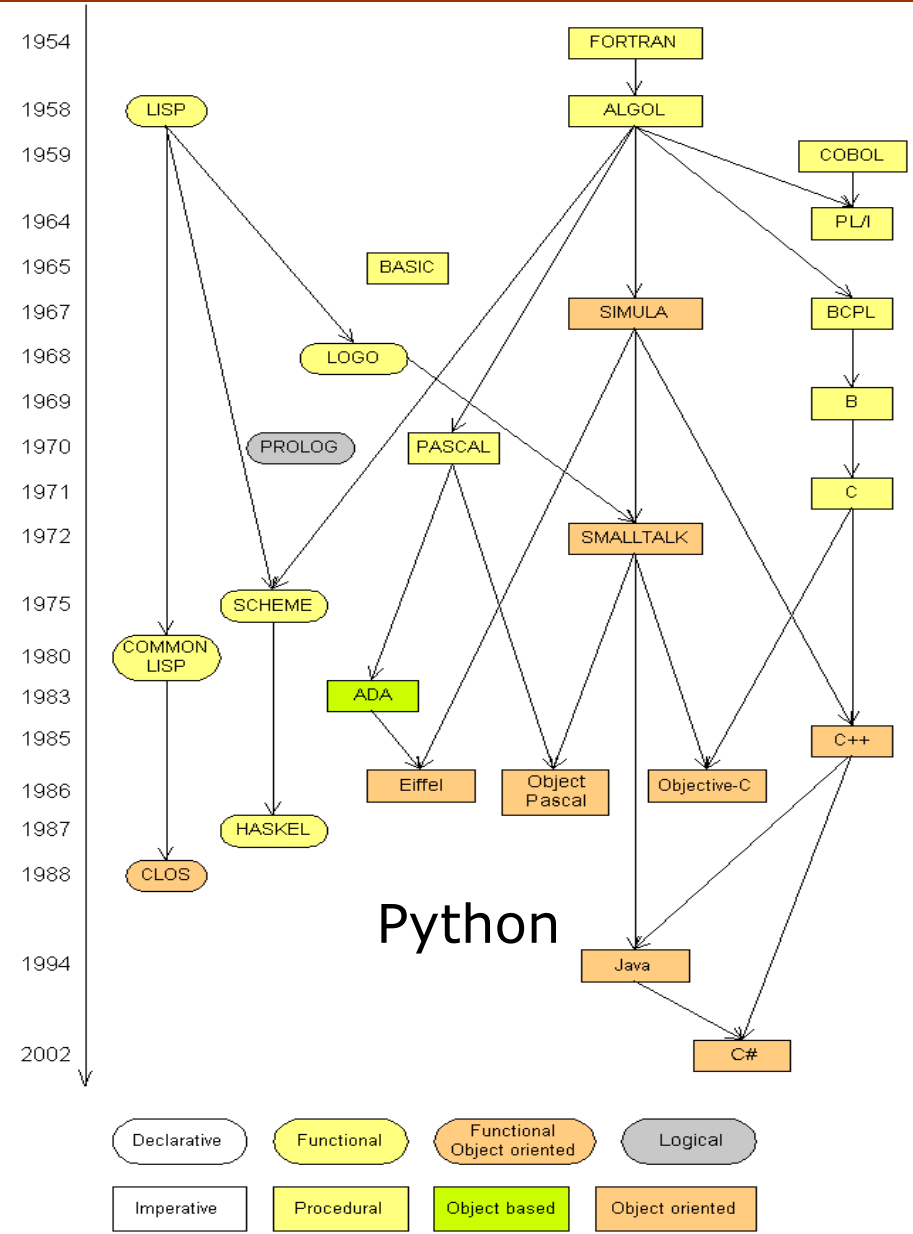 1954
FORTRAN
1958
LISP
ALGOL
1959
COBOL
1964
PL/I
1965
BASIC
1967
SIMULA
BCPL
1968
LOGO
1969
B
1970
PROLOG
PASCAL
1971
C
1972
SMALLTALK
1975
SCHEME
1980
COMMON
LISP
1983
ADA
1985
C++
1986
Eiffel
Object
Pascal
Objective-C
1987
HASKEL
1988
CLOS
Python
1994
Java
2002
C#
Declarative
Functional
Functional
Object oriented
Logical
Imperative
Procedural
Object based
Object oriented